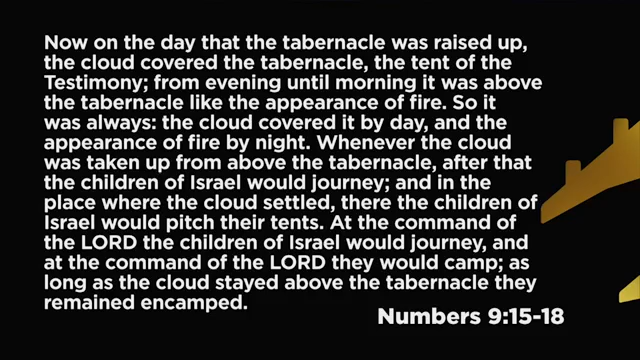 Now on the day that the tabernacle was raised up,
the cloud covered the tabernacle, the tent of the
Testimony; from evening until morning it was above
the tabernacle like the appearance of fire. So it
was always: the cloud covered it by day, and the
appearance of fire by night. Whenever the cloud
was taken up from above the tabernacle, after that
the children of Israel would journey; and in the
place where the cloud settled, there the children of
Israel would pitch their tents. At the command of
the LORD the children of Israel would journey, and
at the command of the LORD they would camp; as
long as the cloud stayed above the tabernacle they
remained encamped.
Numbers 9:15-18